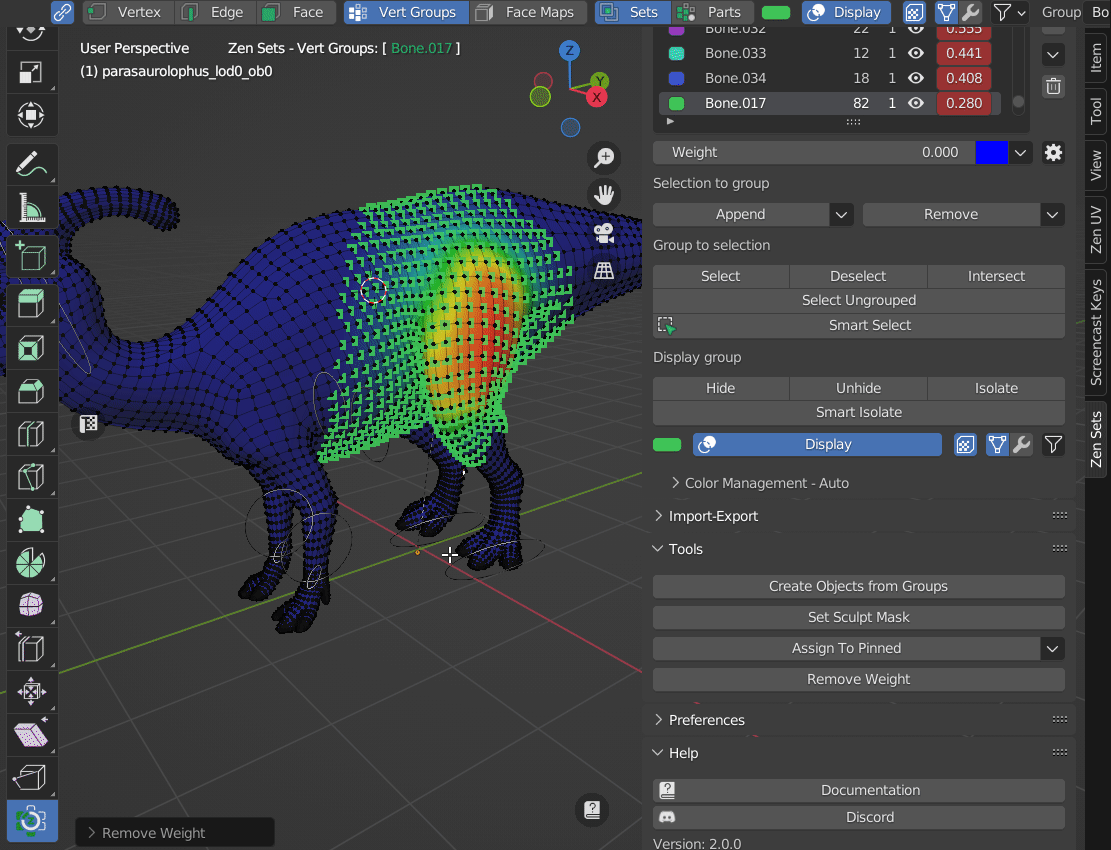 Vertex Edge Face Vert Groups Face Maps Sets Parts Display Group Bo
User Perspective Zen Sets - Vert Groups: [ Bone.017 ]
(1) parasaurolophus_lod0_ob0
Z
Y
X
Bone.032 22 1 0.555
Bone.033 12 1 0.441
Bone.034 18 1 0.408
Bone.017 82 1 0.280
Weight 0.000
Selection to group
Append Remove
Group to selection
Select Deselect Intersect
Select Ungrouped
Smart Select
Display group
Hide Unhide Isolate
Smart Isolate
Display
Color Management - Auto
Import-Export
Tools
Create Objects from Groups
Set Sculpt Mask
Assign To Pinned
Remove Weight
Preferences
Help
Documentation
Discord
Version: 2.0.0
Item
Tool
View
Zen UV
Screencast Keys
Zen Sets
Remove Weight